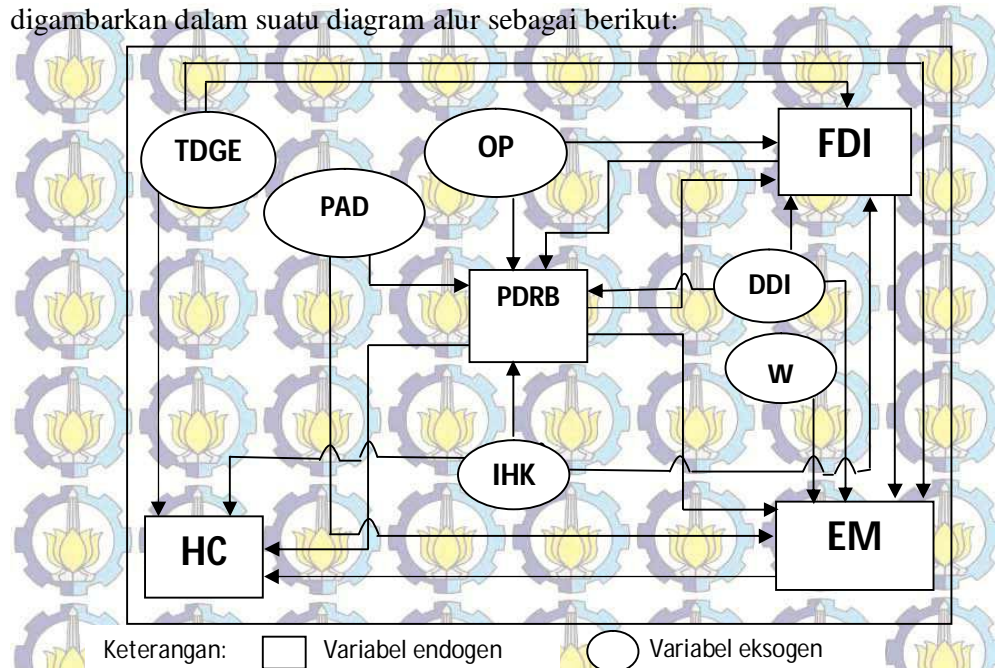 digambarkan dalam suatu diagram alur sebagai berikut:
TDGE
OP
FDI
PAD
PDRB
DDI
W
IHK
HC
EM
Keterangan: Variabel endogen Variabel eksogen